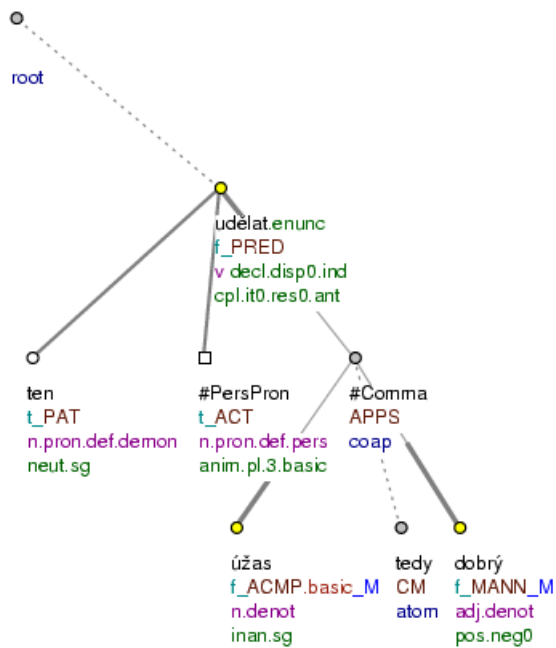 root
udělat.enunc
f_PRED
v decl.disp0.ind
cpl.it0.res0.ant
ten #PersPron #Comma
t_PAT t_ACT APPS
n.pron.def.demon n.pron.def.pers coap
neut.sg anim.pl.3.basic
úžas tedy dobrý
f_ACMP.basic_M CM f_MANN_M
n.denot atom adj.denot
inan.sg pos.neg0